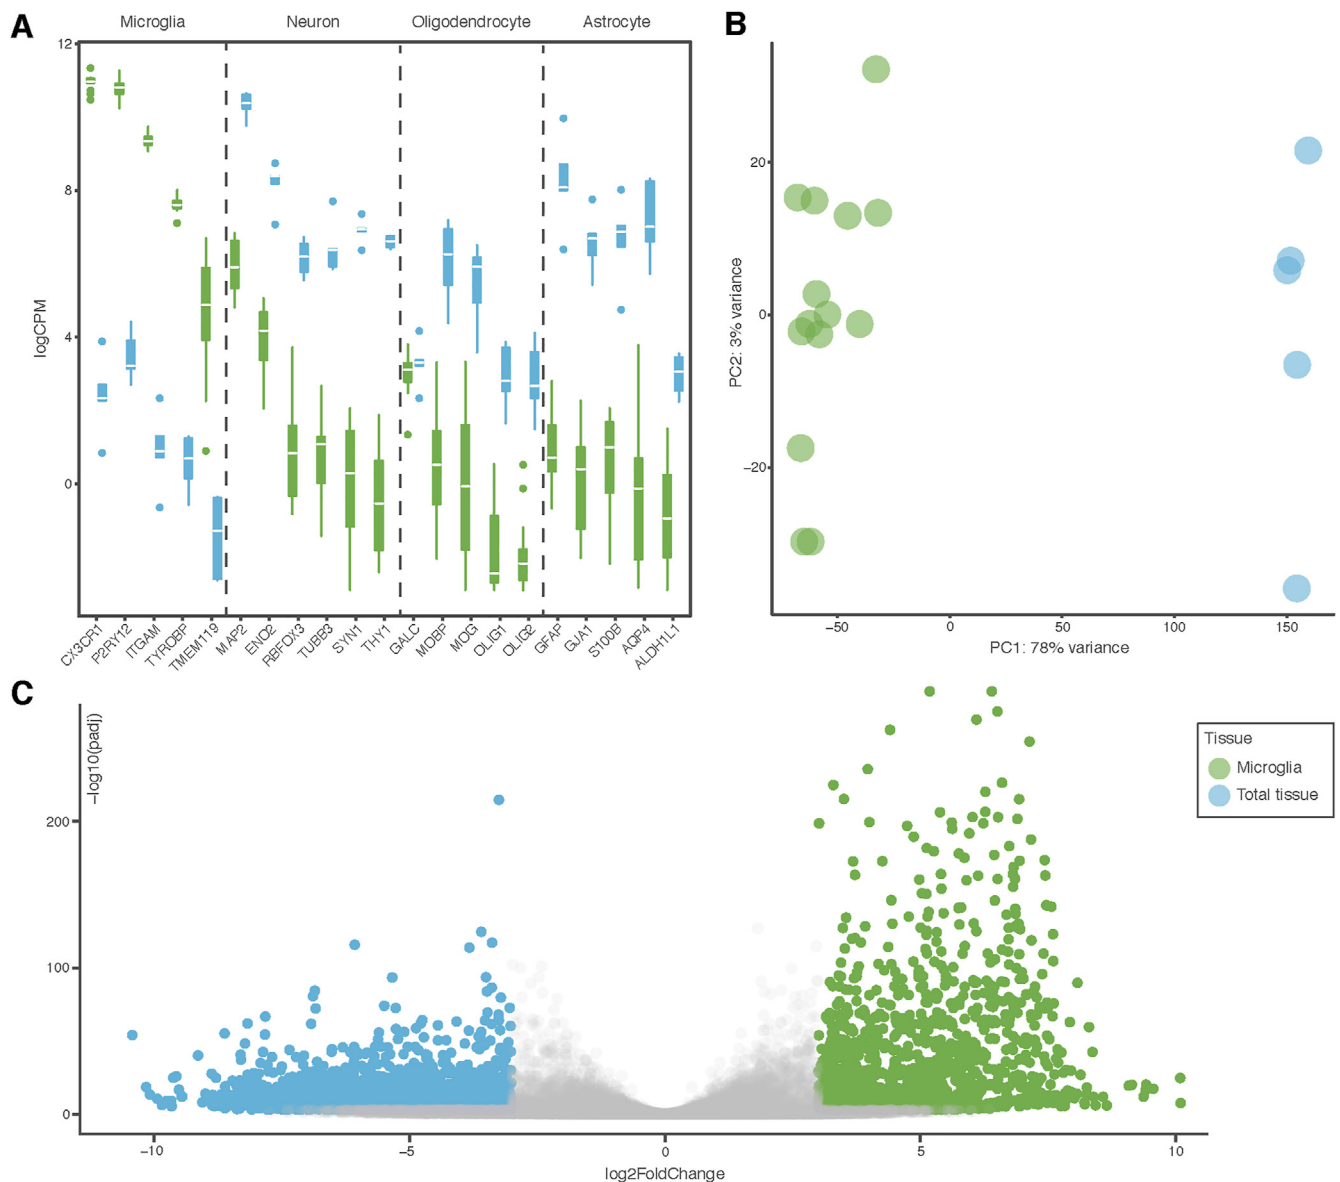 A
Microglia Neuron Oligodendrocyte Astrocyte
12
8
4
0
logCPM
CX3CR1 P2RY12 ITGAM TYROBP TMEM119 MAP2 ENO2 RBFOX3 TUBB3 SYN1 THY1 GALC MOBP MOG OLIG1 OLIG2 GFAP GJA1 S100B AQP4 ALDH1L1
B
20
0
−20
PC2: 3% variance
−50 0 50 100 150
PC1: 78% variance
C
−log10(padj)
200
100
0
−10 −5 0 5 10
log2FoldChange
Tissue
Microglia
Total tissue